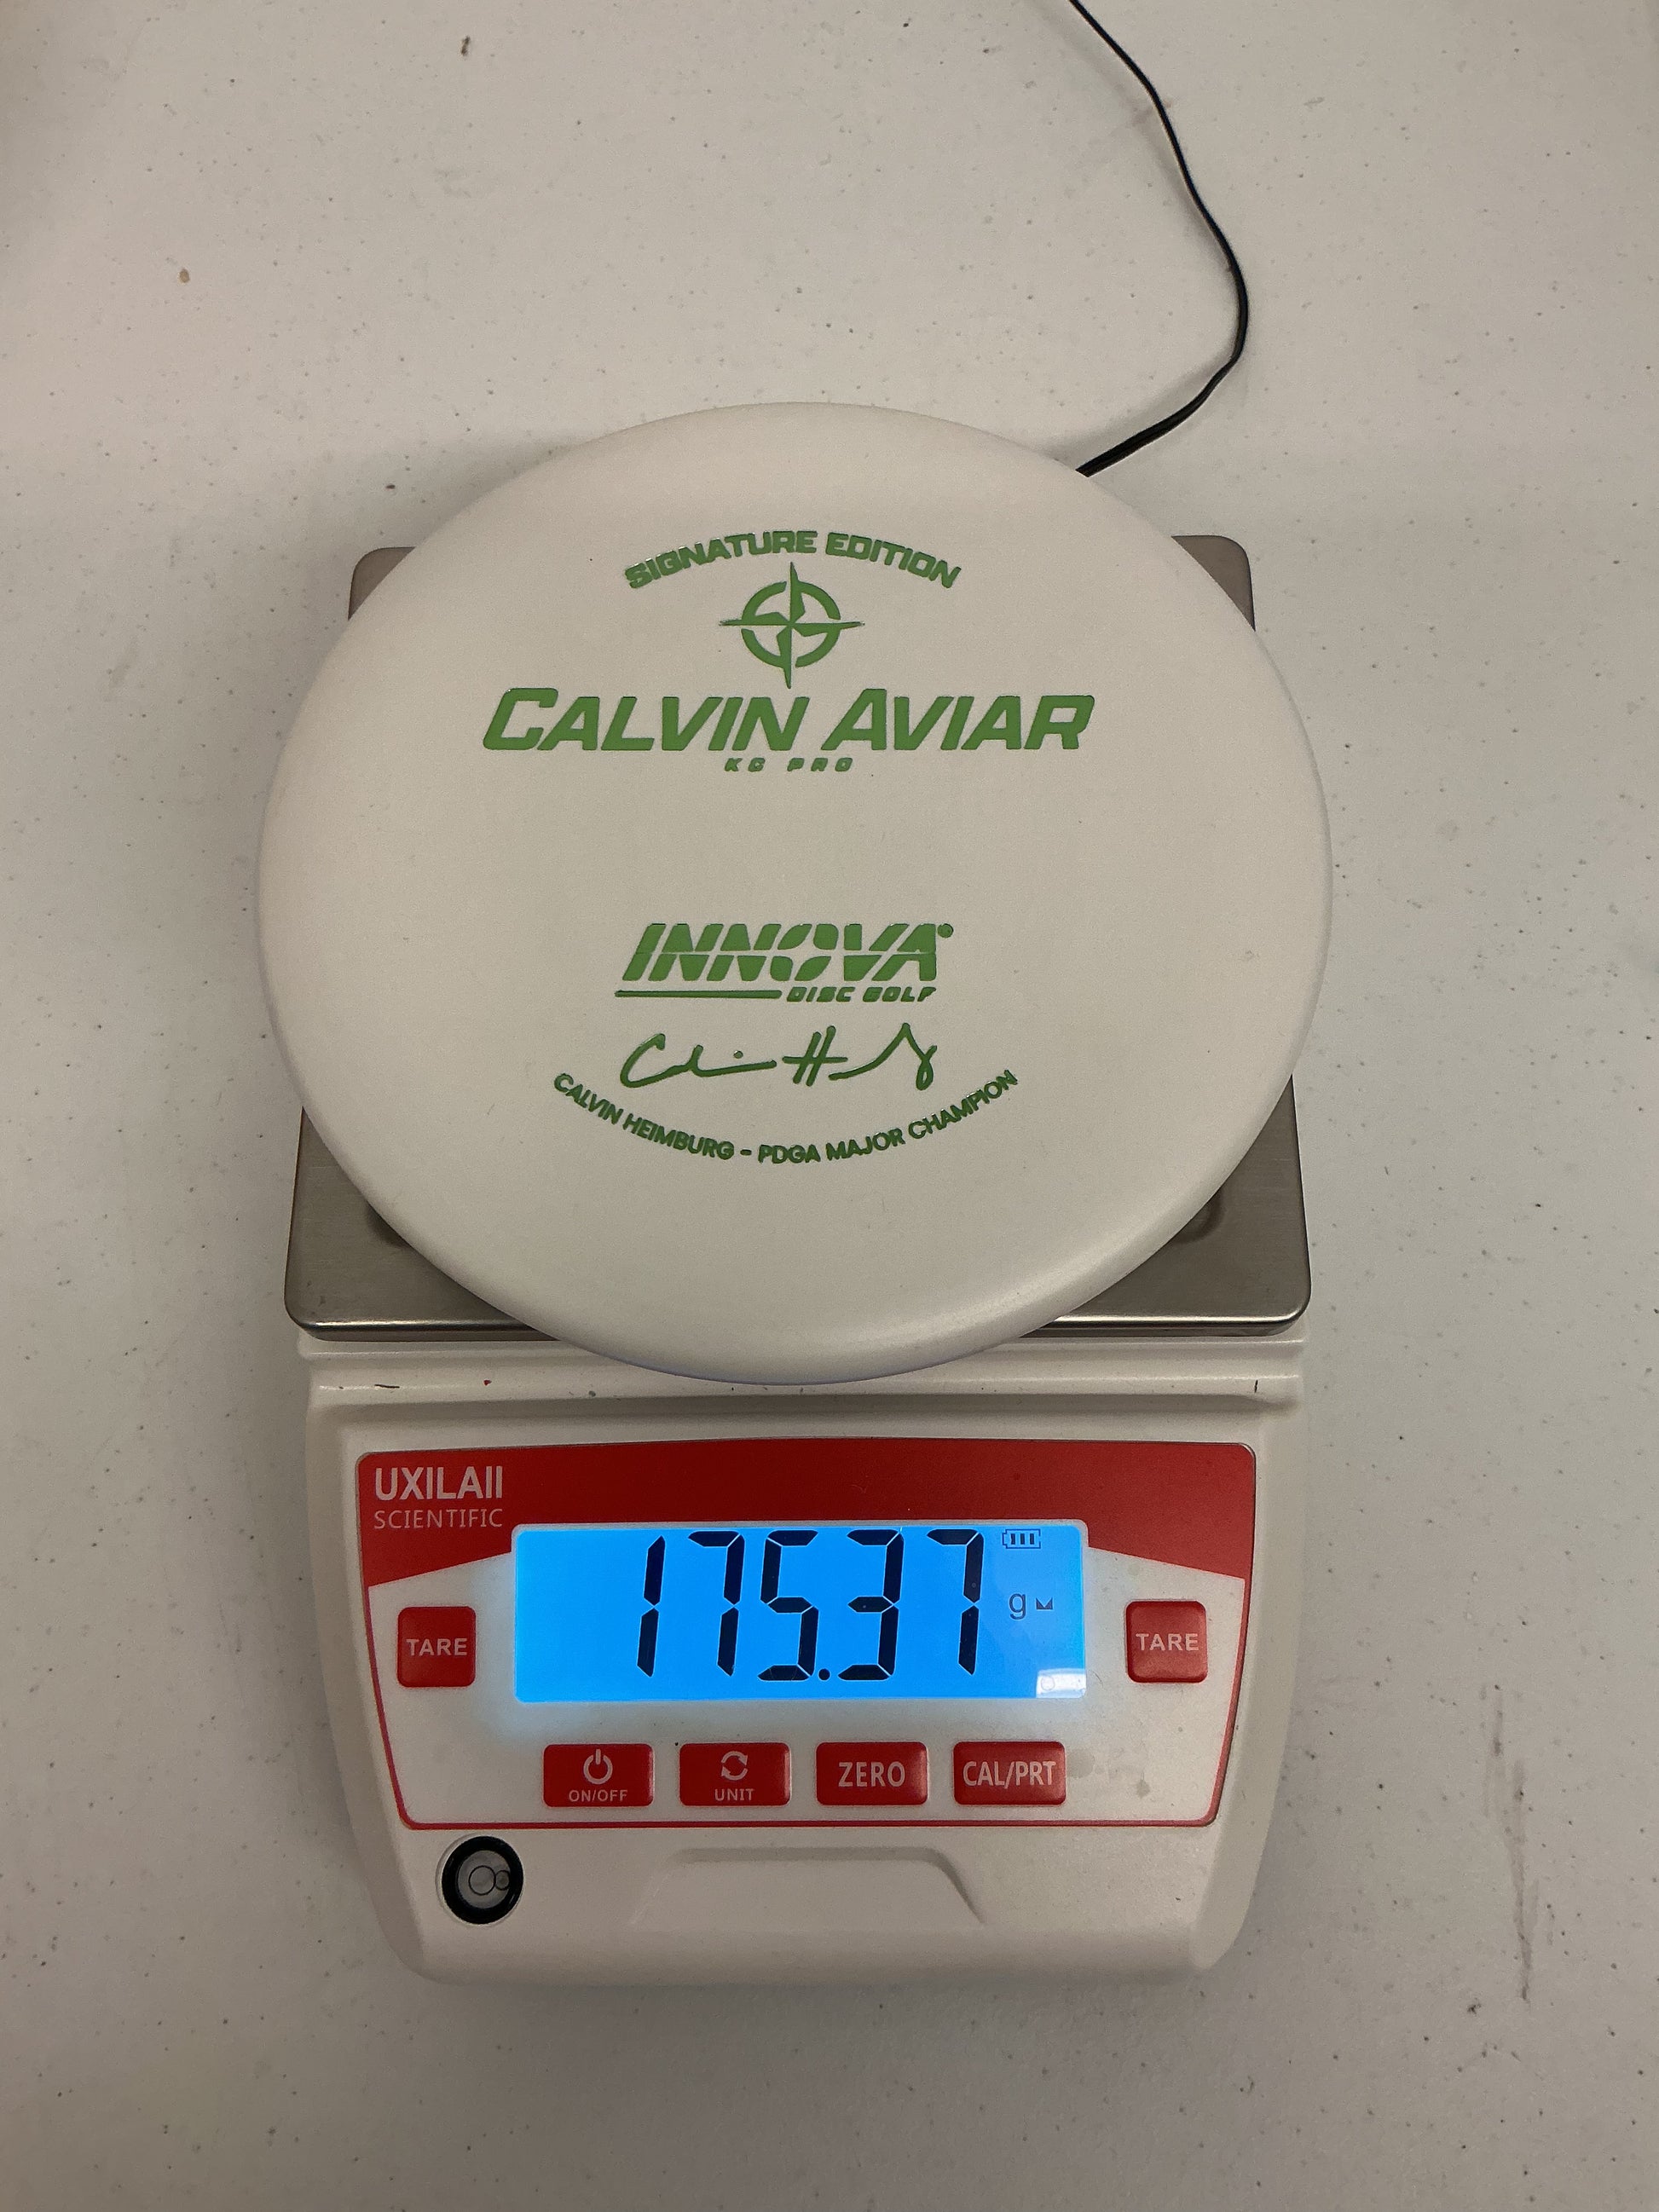 SIGNATURE EDITION
CALVIN AVIAR
KC PRO
INNOVA
DISC GOLF
CALVIN HEIMBURG - PDGA MAJOR CHAMPION
UXILAII
SCIENTIFIC
175.37
g
TARE
TARE
ON/OFF
UNIT
ZERO
CAL/PRT